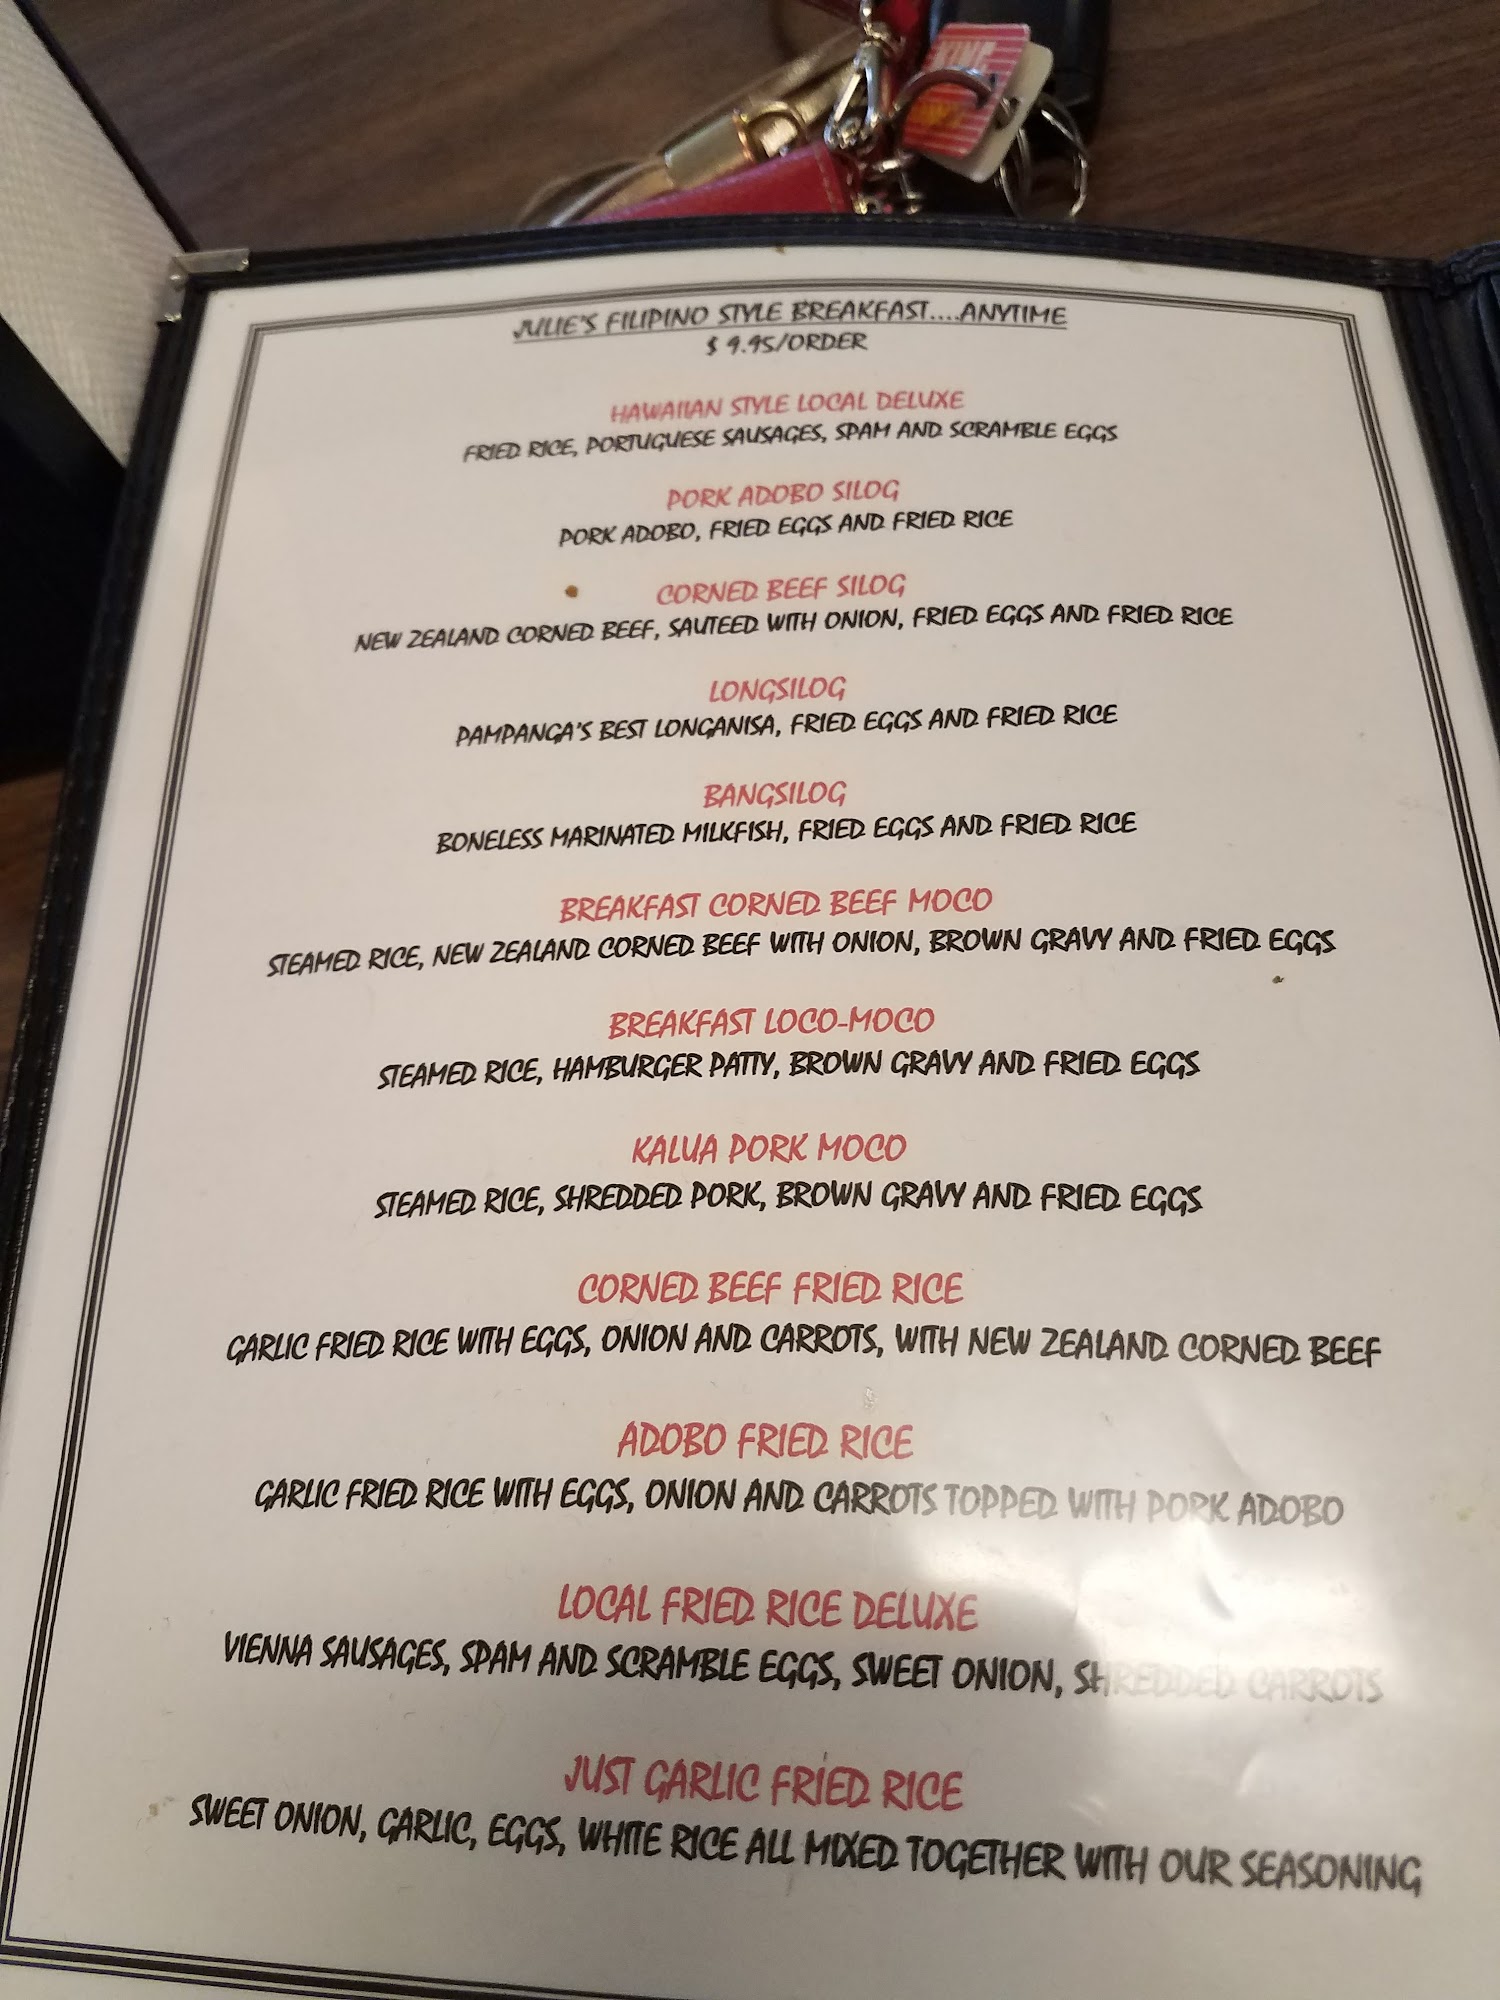 KING
JULIE'S FILIPINO STYLE BREAKFAST....ANYTIME
$ 9.95/ORDER
HAWAIIAN STYLE LOCAL DELUXE
FRIED RICE, PORTUGUESE SAUSAGES, SPAM AND SCRAMBLE EGGS
PORK ADOBO SILOG
PORK ADOBO, FRIED EGGS AND FRIED RICE
CORNED BEEF SILOG
NEW ZEALAND CORNED BEEF, SAUTEED WITH ONION, FRIED EGGS AND FRIED RICE
LONGSILOG
PAMPANGA'S BEST LONGANISA, FRIED EGGS AND FRIED RICE
BANGSILOG
BONELESS MARINATED MILKFISH, FRIED EGGS AND FRIED RICE
BREAKFAST CORNED BEEF MOCO
STEAMED RICE, NEW ZEALAND CORNED BEEF WITH ONION, BROWN GRAVY AND FRIED EGGS
BREAKFAST LOCO-MOCO
STEAMED RICE, HAMBURGER PATTY, BROWN GRAVY AND FRIED EGGS
KALUA PORK MOCO
STEAMED RICE, SHREDDED PORK, BROWN GRAVY AND FRIED EGGS
CORNED BEEF FRIED RICE
GARLIC FRIED RICE WITH EGGS, ONION AND CARROTS, WITH NEW ZEALAND CORNED BEEF
ADOBO FRIED RICE
GARLIC FRIED RICE WITH EGGS, ONION AND CARROTS TOPPED WITH PORK ADOBO
LOCAL FRIED RICE DELUXE
VIENNA SAUSAGES, SPAM AND SCRAMBLE EGGS, SWEET ONION, SHREDDED CARROTS
JUST GARLIC FRIED RICE
SWEET ONION, GARLIC, EGGS, WHITE RICE ALL MIXED TOGETHER WITH OUR SEASONING